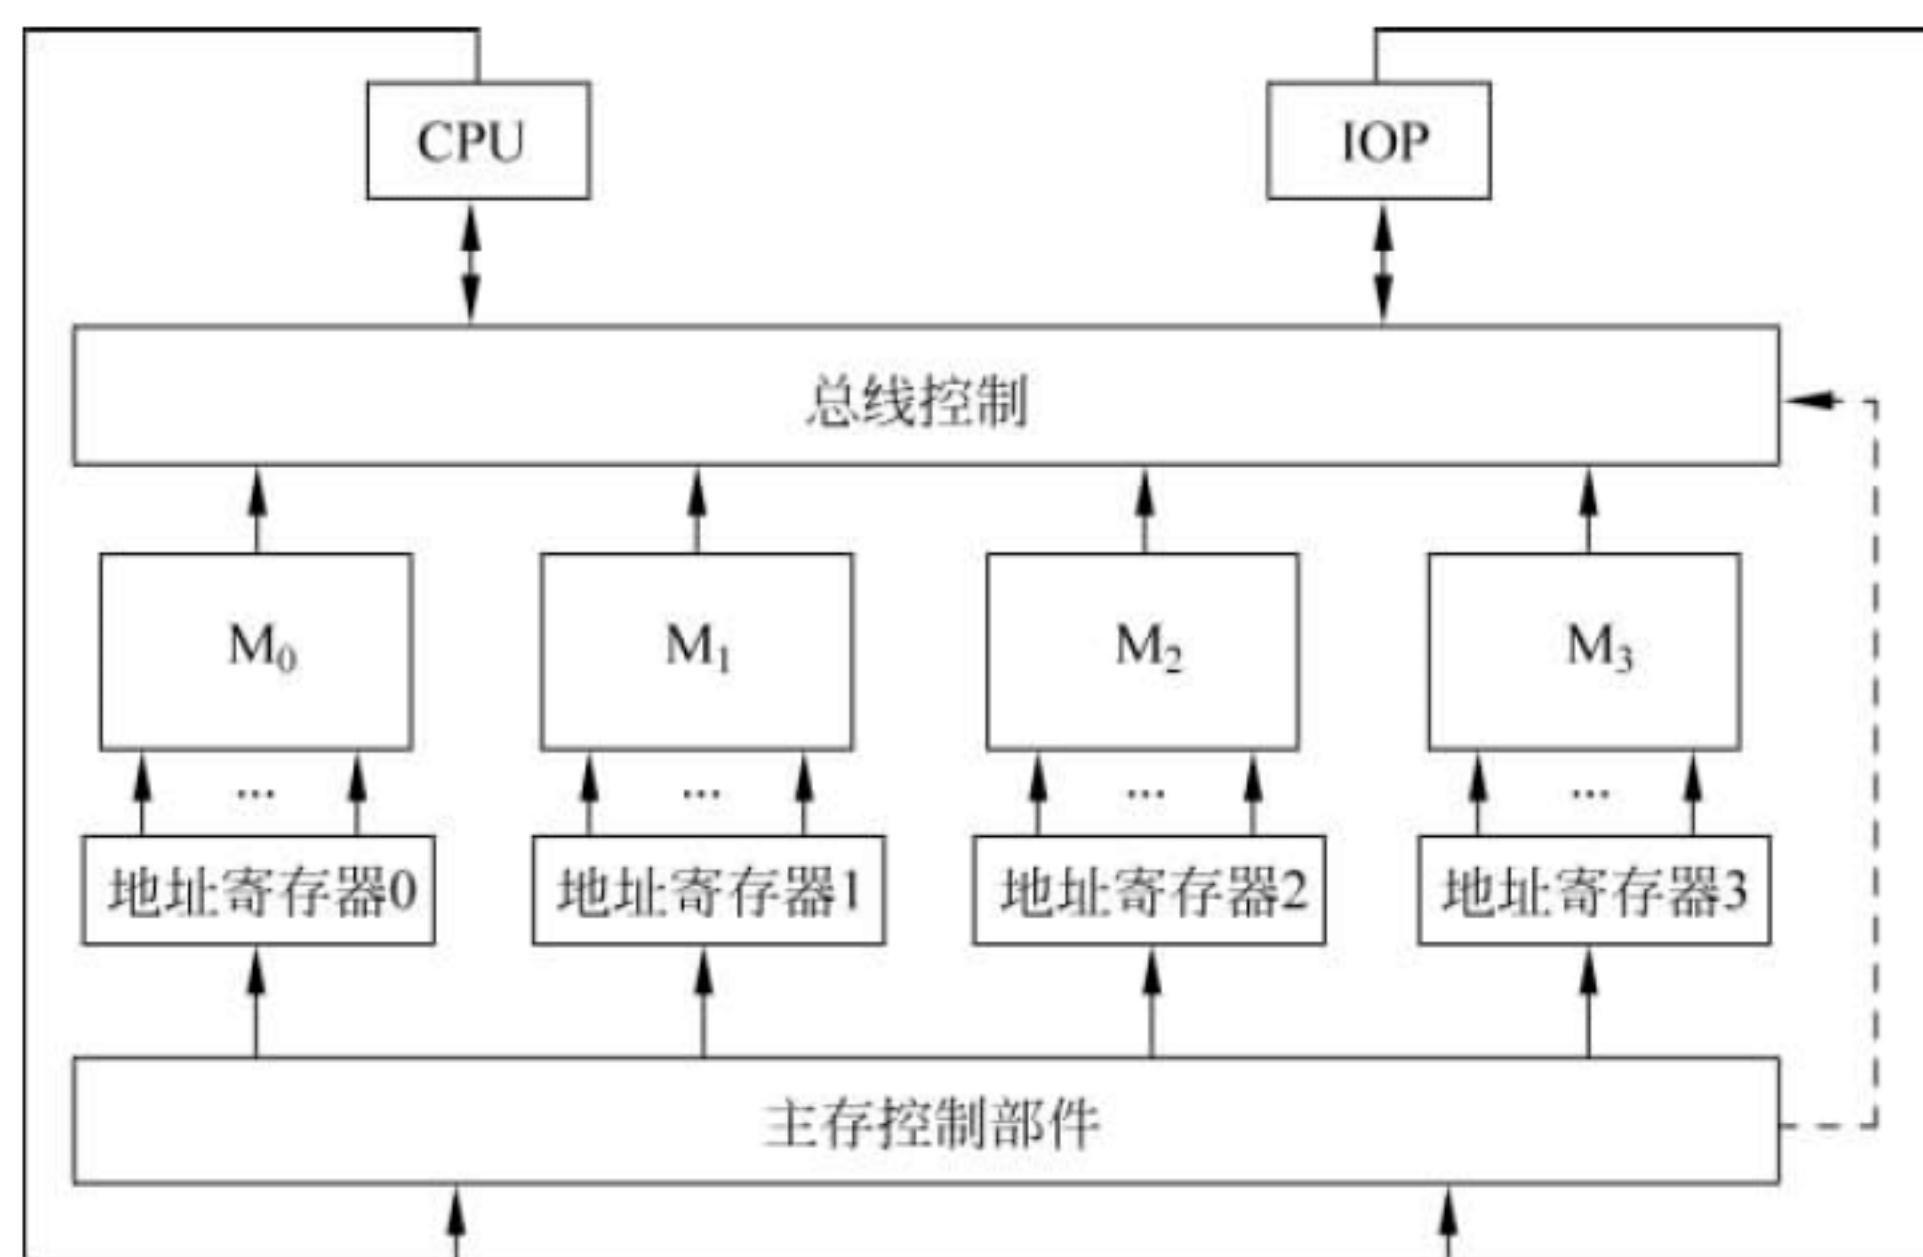 CPU
IOP
总线控制
M₀
M₁
M₂
M₃
...
...
...
...
地址寄存器0
地址寄存器1
地址寄存器2
地址寄存器3
主存控制部件